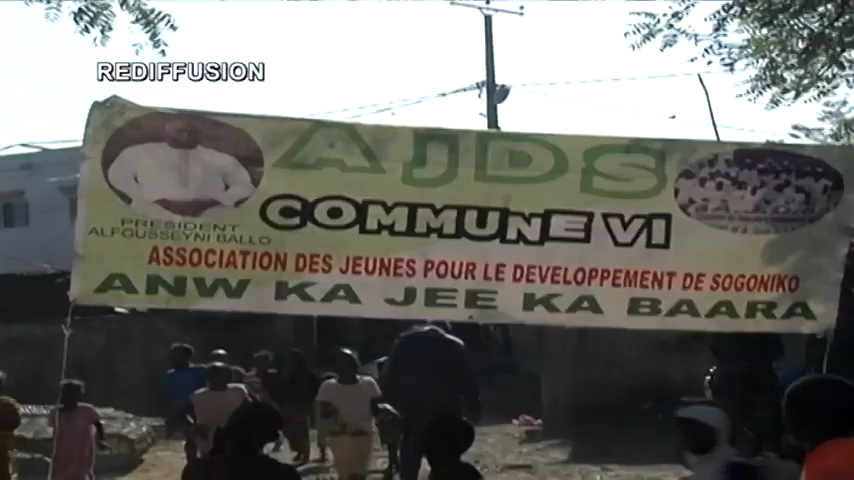 REDIFFUSION
AJDS
COMMUNE VI
PRESIDENT
ALFOUSSEYNI BALLO
ASSOCIATION DES JEUNES POUR LE DEVELOPPEMENT DE SOGONIKO
ANW KA JEE KA BAARA